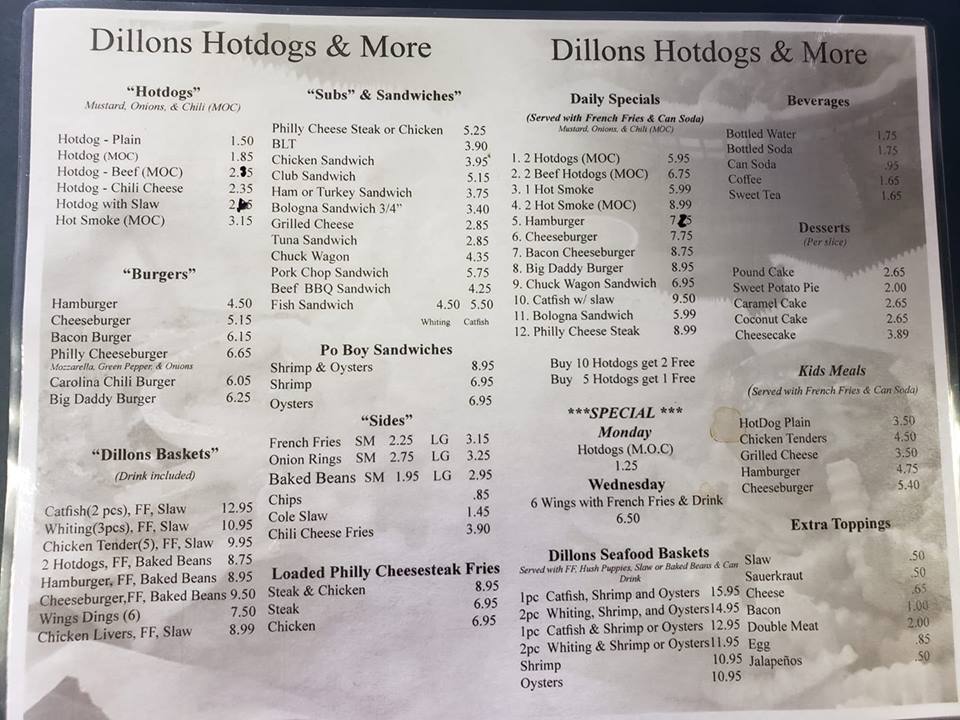 Dillons Hotdogs & More
"Hotdogs"
Mustard, Onions, & Chili (MOC)
Hotdog - Plain 1.50
Hotdog (MOC) 1.85
Hotdog - Beef (MOC)
Hotdog - Chili Cheese 2.35
Hotdog with Slaw
Hot Smoke (MOC) 3.15
"Burgers"
Hamburger 4.50
Cheeseburger 5.15
Bacon Burger 6.15
Philly Cheeseburger 6.65
Mozzarella, Green Pepper, & Onions
Carolina Chili Burger 6.05
Big Daddy Burger 6.25
"Dillons Baskets"
(Drink included)
Catfish(2 pcs), FF, Slaw 12.95
Whiting(3pcs), FF, Slaw 10.95
Chicken Tender(5), FF, Slaw 9.95
2 Hotdogs, FF, Baked Beans 8.75
Hamburger, FF, Baked Beans 8.95
Cheeseburger,FF, Baked Beans 9.50
Wings Dings (6) 7.50
Chicken Livers, FF, Slaw 8.99
"Subs" & Sandwiches"
Philly Cheese Steak or Chicken 5.25
BLT 3.90
Chicken Sandwich 3.95
Club Sandwich 5.15
Ham or Turkey Sandwich 3.75
Bologna Sandwich 3/4" 3.40
Grilled Cheese 2.85
Tuna Sandwich 2.85
Chuck Wagon 4.35
Pork Chop Sandwich 5.75
Beef BBQ Sandwich 4.25
Fish Sandwich 4.50 5.50
Whiting Catfish
Po Boy Sandwiches
Shrimp & Oysters 8.95
Shrimp 6.95
Oysters 6.95
"Sides"
French Fries SM 2.25 LG 3.15
Onion Rings SM 2.75 LG 3.25
Baked Beans SM 1.95 LG 2.95
Chips .85
Cole Slaw 1.45
Chili Cheese Fries 3.90
Loaded Philly Cheesesteak Fries
Steak & Chicken 8.95
Steak 6.95
Chicken 6.95
Dillons Hotdogs & More
Daily Specials
(Served with French Fries & Can Soda)
Mustard, Onions, & Chili (MOC)
1. 2 Hotdogs (MOC) 5.95
2. 2 Beef Hotdogs (MOC) 6.75
3. 1 Hot Smoke 5.99
4. 2 Hot Smoke (MOC) 8.99
5. Hamburger
6. Cheeseburger 7.75
7. Bacon Cheeseburger 8.75
8. Big Daddy Burger 8.95
9. Chuck Wagon Sandwich 6.95
10. Catfish w/ slaw 9.50
11. Bologna Sandwich 5.99
12. Philly Cheese Steak 8.99
Buy 10 Hotdogs get 2 Free
Buy 5 Hotdogs get 1 Free
***SPECIAL ***
Monday
Hotdogs (M.O.C)
1.25
Wednesday
6 Wings with French Fries & Drink
6.50
Dillons Seafood Baskets
Served with FF, Hush Puppies, Slaw or Baked Beans & Can
Drink
1pc Catfish, Shrimp and Oysters 15.95
2pc Whiting, Shrimp, and Oysters 14.95
1pc Catfish & Shrimp or Oysters 12.95
2pc Whiting & Shrimp or Oysters 11.95
Shrimp 10.95
Oysters 10.95
Beverages
Bottled Water 1.75
Bottled Soda 1.75
Can Soda .95
Coffee 1.65
Sweet Tea 1.65
Desserts
(Per slice)
Pound Cake 2.65
Sweet Potato Pie 2.00
Caramel Cake 2.65
Coconut Cake 2.65
Cheesecake 3.89
Kids Meals
(Served with French Fries & Can Soda)
HotDog Plain 3.50
Chicken Tenders 4.50
Grilled Cheese 3.50
Hamburger 4.75
Cheeseburger 5.40
Extra Toppings
Slaw .50
Sauerkraut .50
Cheese .65
Bacon 1.00
Double Meat 2.00
Egg .85
Jalapeños .50